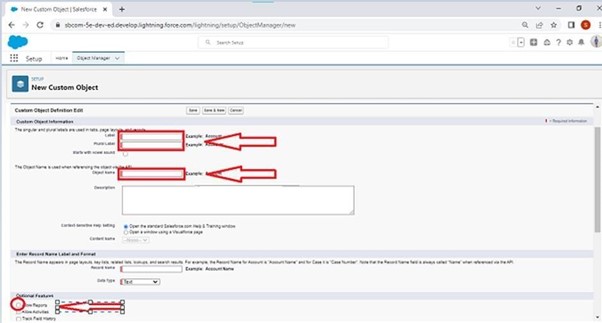 New Custom Object | Salesforce
sbcom-5e-dev-ed.develop.lightning.force.com/lightning/setup/ObjectManager/new
Search Setup
Setup
Home
Object Manager
SETUP
New Custom Object
Custom Object Definition Edit
Save
Save & New
Cancel
Custom Object Information
= Required Information
The singular and plural labels are used in tabs, page layouts, and reports.
Label
Example: Account
Plural Label
Example: Accounts
Starts with vowel sound
The Object Name is used when referencing the object via the API.
Object Name
Example:
Description
Context-Sensitive Help Setting
Open the standard Salesforce.com Help & Training window
Open a window using a Visualforce page
Content Name
--None--
Enter Record Name Label and Format
The Record Name appears in page layouts, key lists, related lists, lookups, and search results. For example, the Record Name for Account is "Account Name" and for Case it is "Case Number". Note that the Record Name field is always called "Name" when referenced via the API.
Record Name
Example: Account Name
Data Type
Text
Optional Features
Allow Reports
Allow Activities
Track Field History